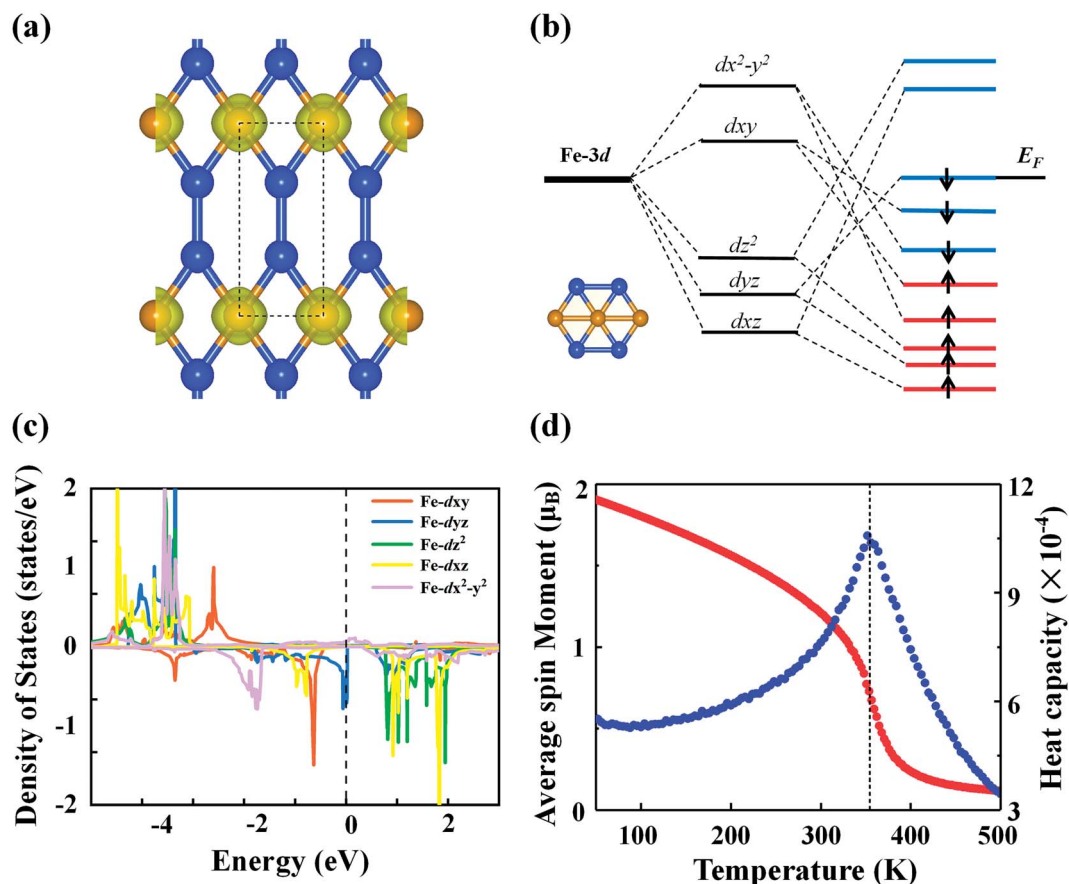 (a)
(b)
dx²-y²
dxy
Fe-3d
E_F
dz²
dyz
dxz
(c)
Density of States (states/eV)
2
1
0
-1
-2
-4
-2
0
2
Energy (eV)
Fe-dxy
Fe-dyz
Fe-dz²
Fe-dxz
Fe-dx²-y²
(d)
Average spin Moment (μ_B)
2
1
0
100
200
300
400
500
Temperature (K)
12
9
6
3
Heat capacity (×10⁻⁴)